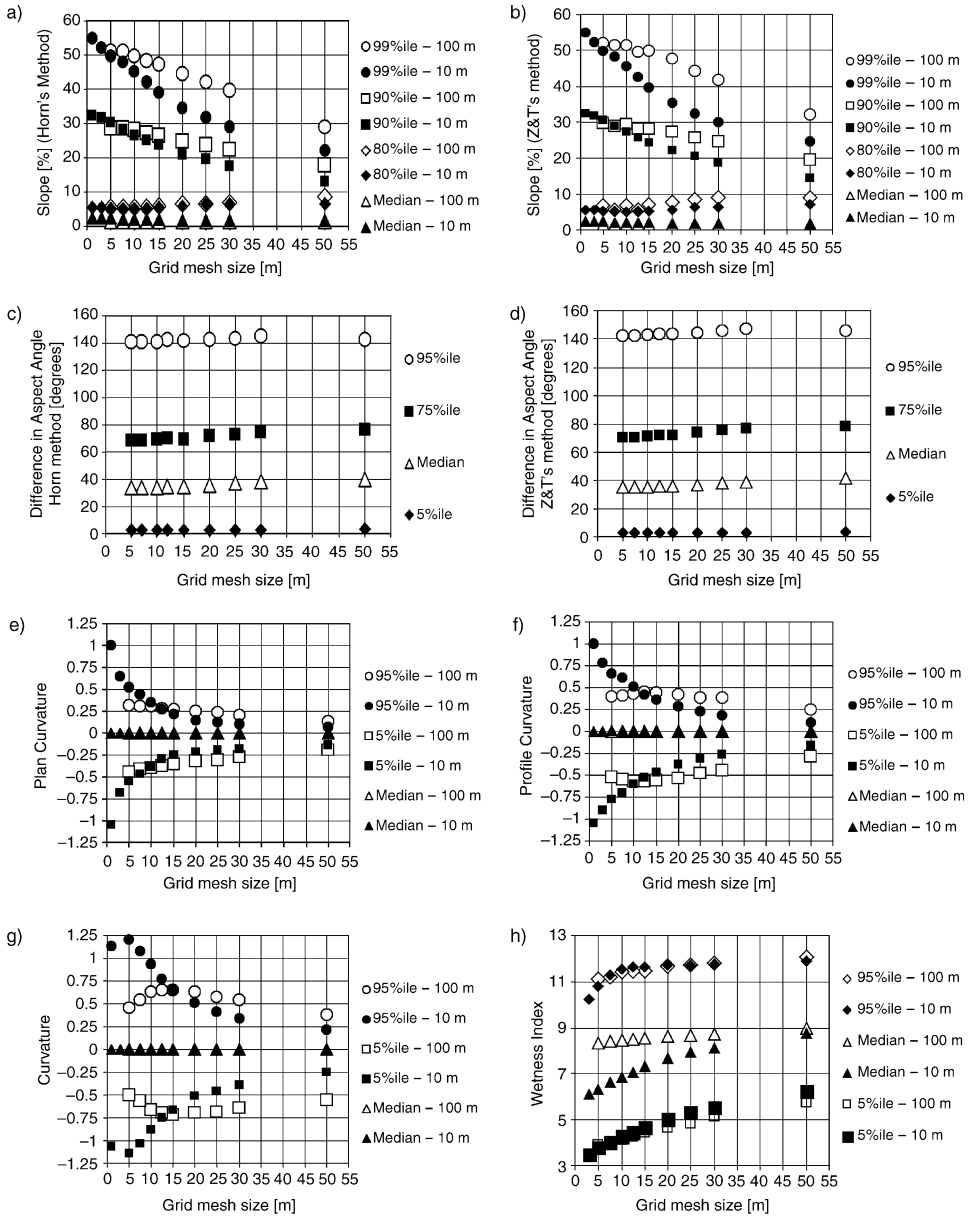 a)
Slope [%] (Horn's Method)
60
50
40
30
20
10
0
0 1 5 10 15 20 25 30 35 40 45 50 55
Grid mesh size [m]
99%ile – 100 m
99%ile – 10 m
90%ile – 100 m
90%ile – 10 m
80%ile – 100 m
80%ile – 10 m
Median – 100 m
Median – 10 m
b)
Slope [%] (Z&T's method)
60
50
40
30
20
10
0
0 1 5 10 15 20 25 30 35 40 45 50 55
Grid mesh size [m]
99%ile – 100 m
99%ile – 10 m
90%ile – 100 m
90%ile – 10 m
80%ile – 100 m
80%ile – 10 m
Median – 100 m
Median – 10 m
c)
Difference in Aspect Angle
Horn method [degrees]
160
140
120
100
80
60
40
20
0
0 5 10 15 20 25 30 35 40 45 50 55
Grid mesh size [m]
95%ile
75%ile
Median
5%ile
d)
Difference in Aspect Angle
Z&T's method [degrees]
160
140
120
100
80
60
40
20
0
0 5 10 15 20 25 30 35 40 45 50 55
Grid mesh size [m]
95%ile
75%ile
Median
5%ile
e)
Plan Curvature
1.25
1
0.75
0.5
0.25
0
–0.25
–0.5
–0.75
–1
–1.25
0 1 5 10 15 20 25 30 35 40 45 50 55
Grid mesh size [m]
95%ile – 100 m
95%ile – 10 m
5%ile – 100 m
5%ile – 10 m
Median – 100 m
Median – 10 m
f)
Profile Curvature
1.25
1
0.75
0.5
0.25
0
–0.25
–0.5
–0.75
–1
–1.25
0 1 5 10 15 20 25 30 35 40 45 50 55
Grid mesh size [m]
95%ile – 100 m
95%ile – 10 m
5%ile – 100 m
5%ile – 10 m
Median – 100 m
Median – 10 m
g)
Curvature
1.25
1
0.75
0.5
0.25
0
–0.25
–0.5
–0.75
–1
–1.25
0 1 5 10 15 20 25 30 35 40 45 50 55
Grid mesh size [m]
95%ile – 100 m
95%ile – 10 m
5%ile – 100 m
5%ile – 10 m
Median – 100 m
Median – 10 m
h)
Wetness Index
13
11
9
7
5
3
0 1 5 10 15 20 25 30 35 40 45 50 55
Grid mesh size [m]
95%ile – 100 m
95%ile – 10 m
Median – 100 m
Median – 10 m
5%ile – 100 m
5%ile – 10 m